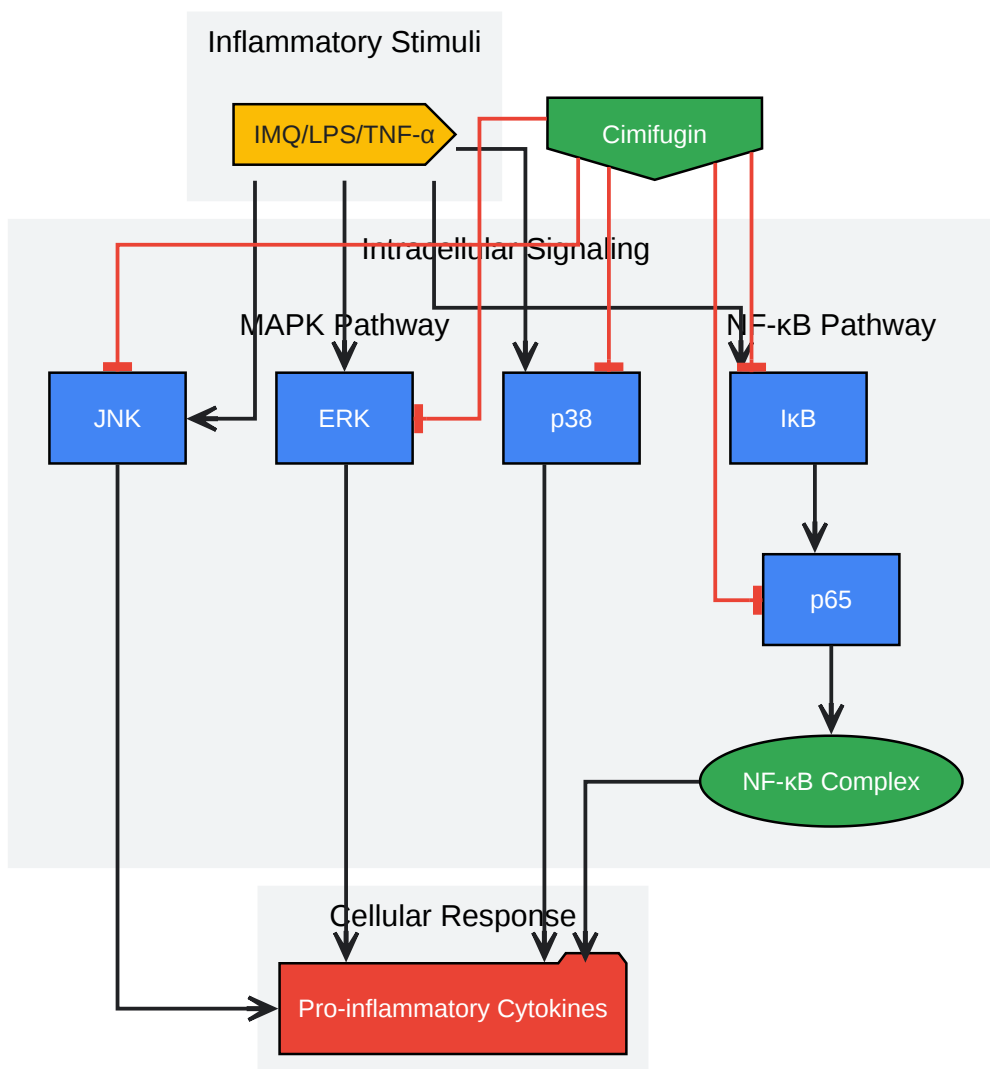 Inflammatory Stimuli
IMQ/LPS/TNF-α
Cimifugin
Intracellular Signaling
MAPK Pathway
NF-κB Pathway
JNK
ERK
p38
IκB
p65
NF-κB Complex
Cellular Response
Pro-inflammatory Cytokines